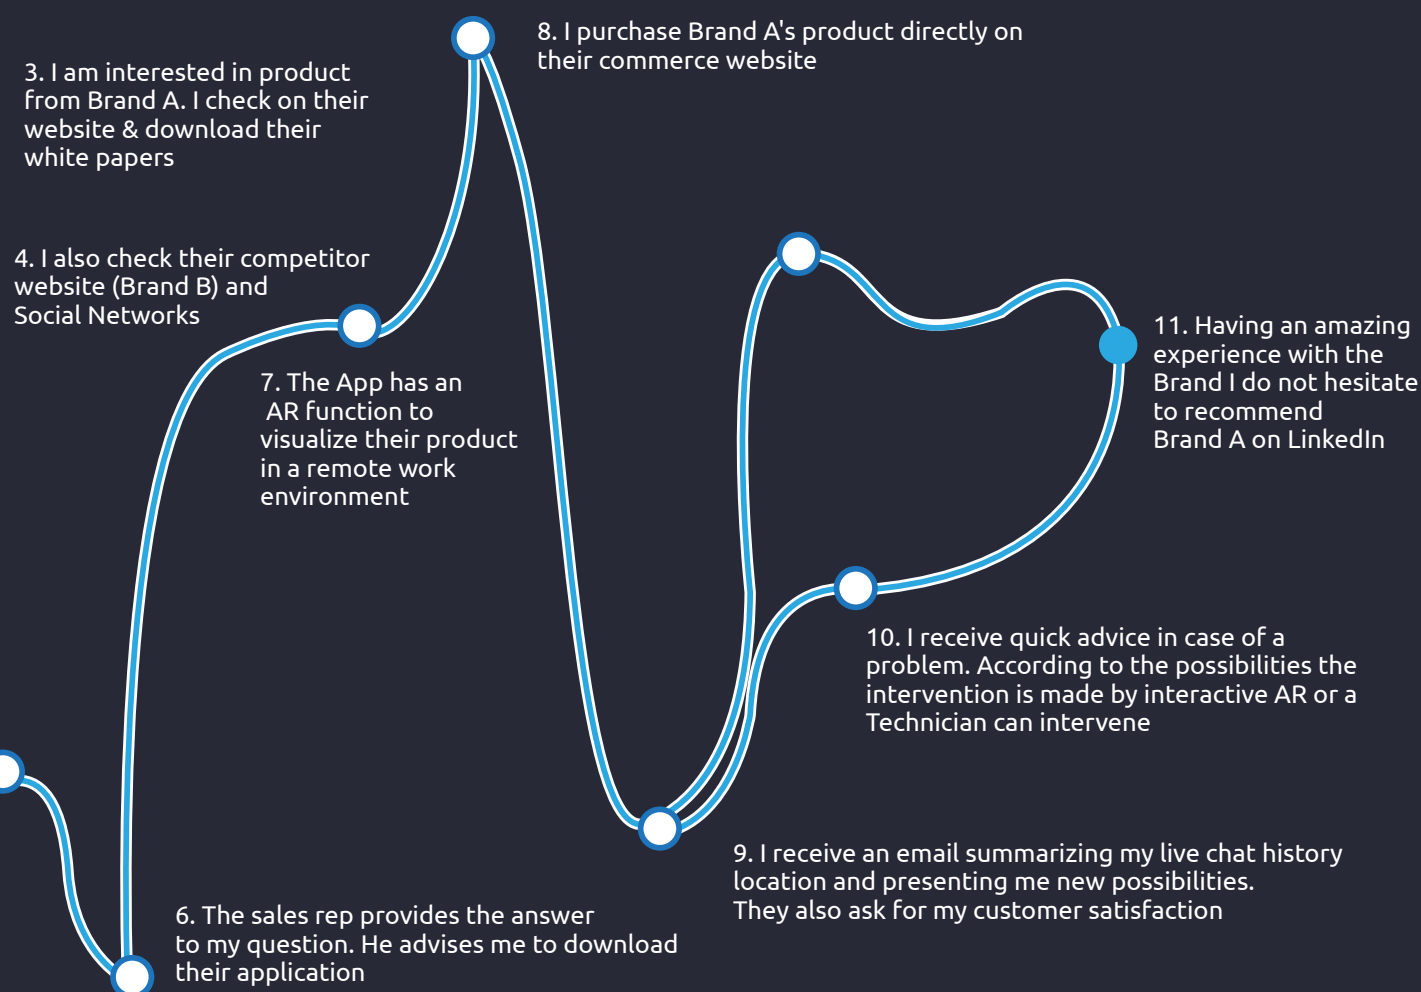 3. I am interested in product
from Brand A. I check on their
website & download their
white papers
4. I also check their competitor
website (Brand B) and
Social Networks
6. The sales rep provides the answer
to my question. He advises me to download
their application
7. The App has an
AR function to
visualize their product
in a remote work
environment
8. I purchase Brand A's product directly on
their commerce website
9. I receive an email summarizing my live chat history
location and presenting me new possibilities.
They also ask for my customer satisfaction
10. I receive quick advice in case of a
problem. According to the possibilities the
intervention is made by interactive AR or a
Technician can intervene
11. Having an amazing
experience with the
Brand I do not hesitate
to recommend
Brand A on LinkedIn